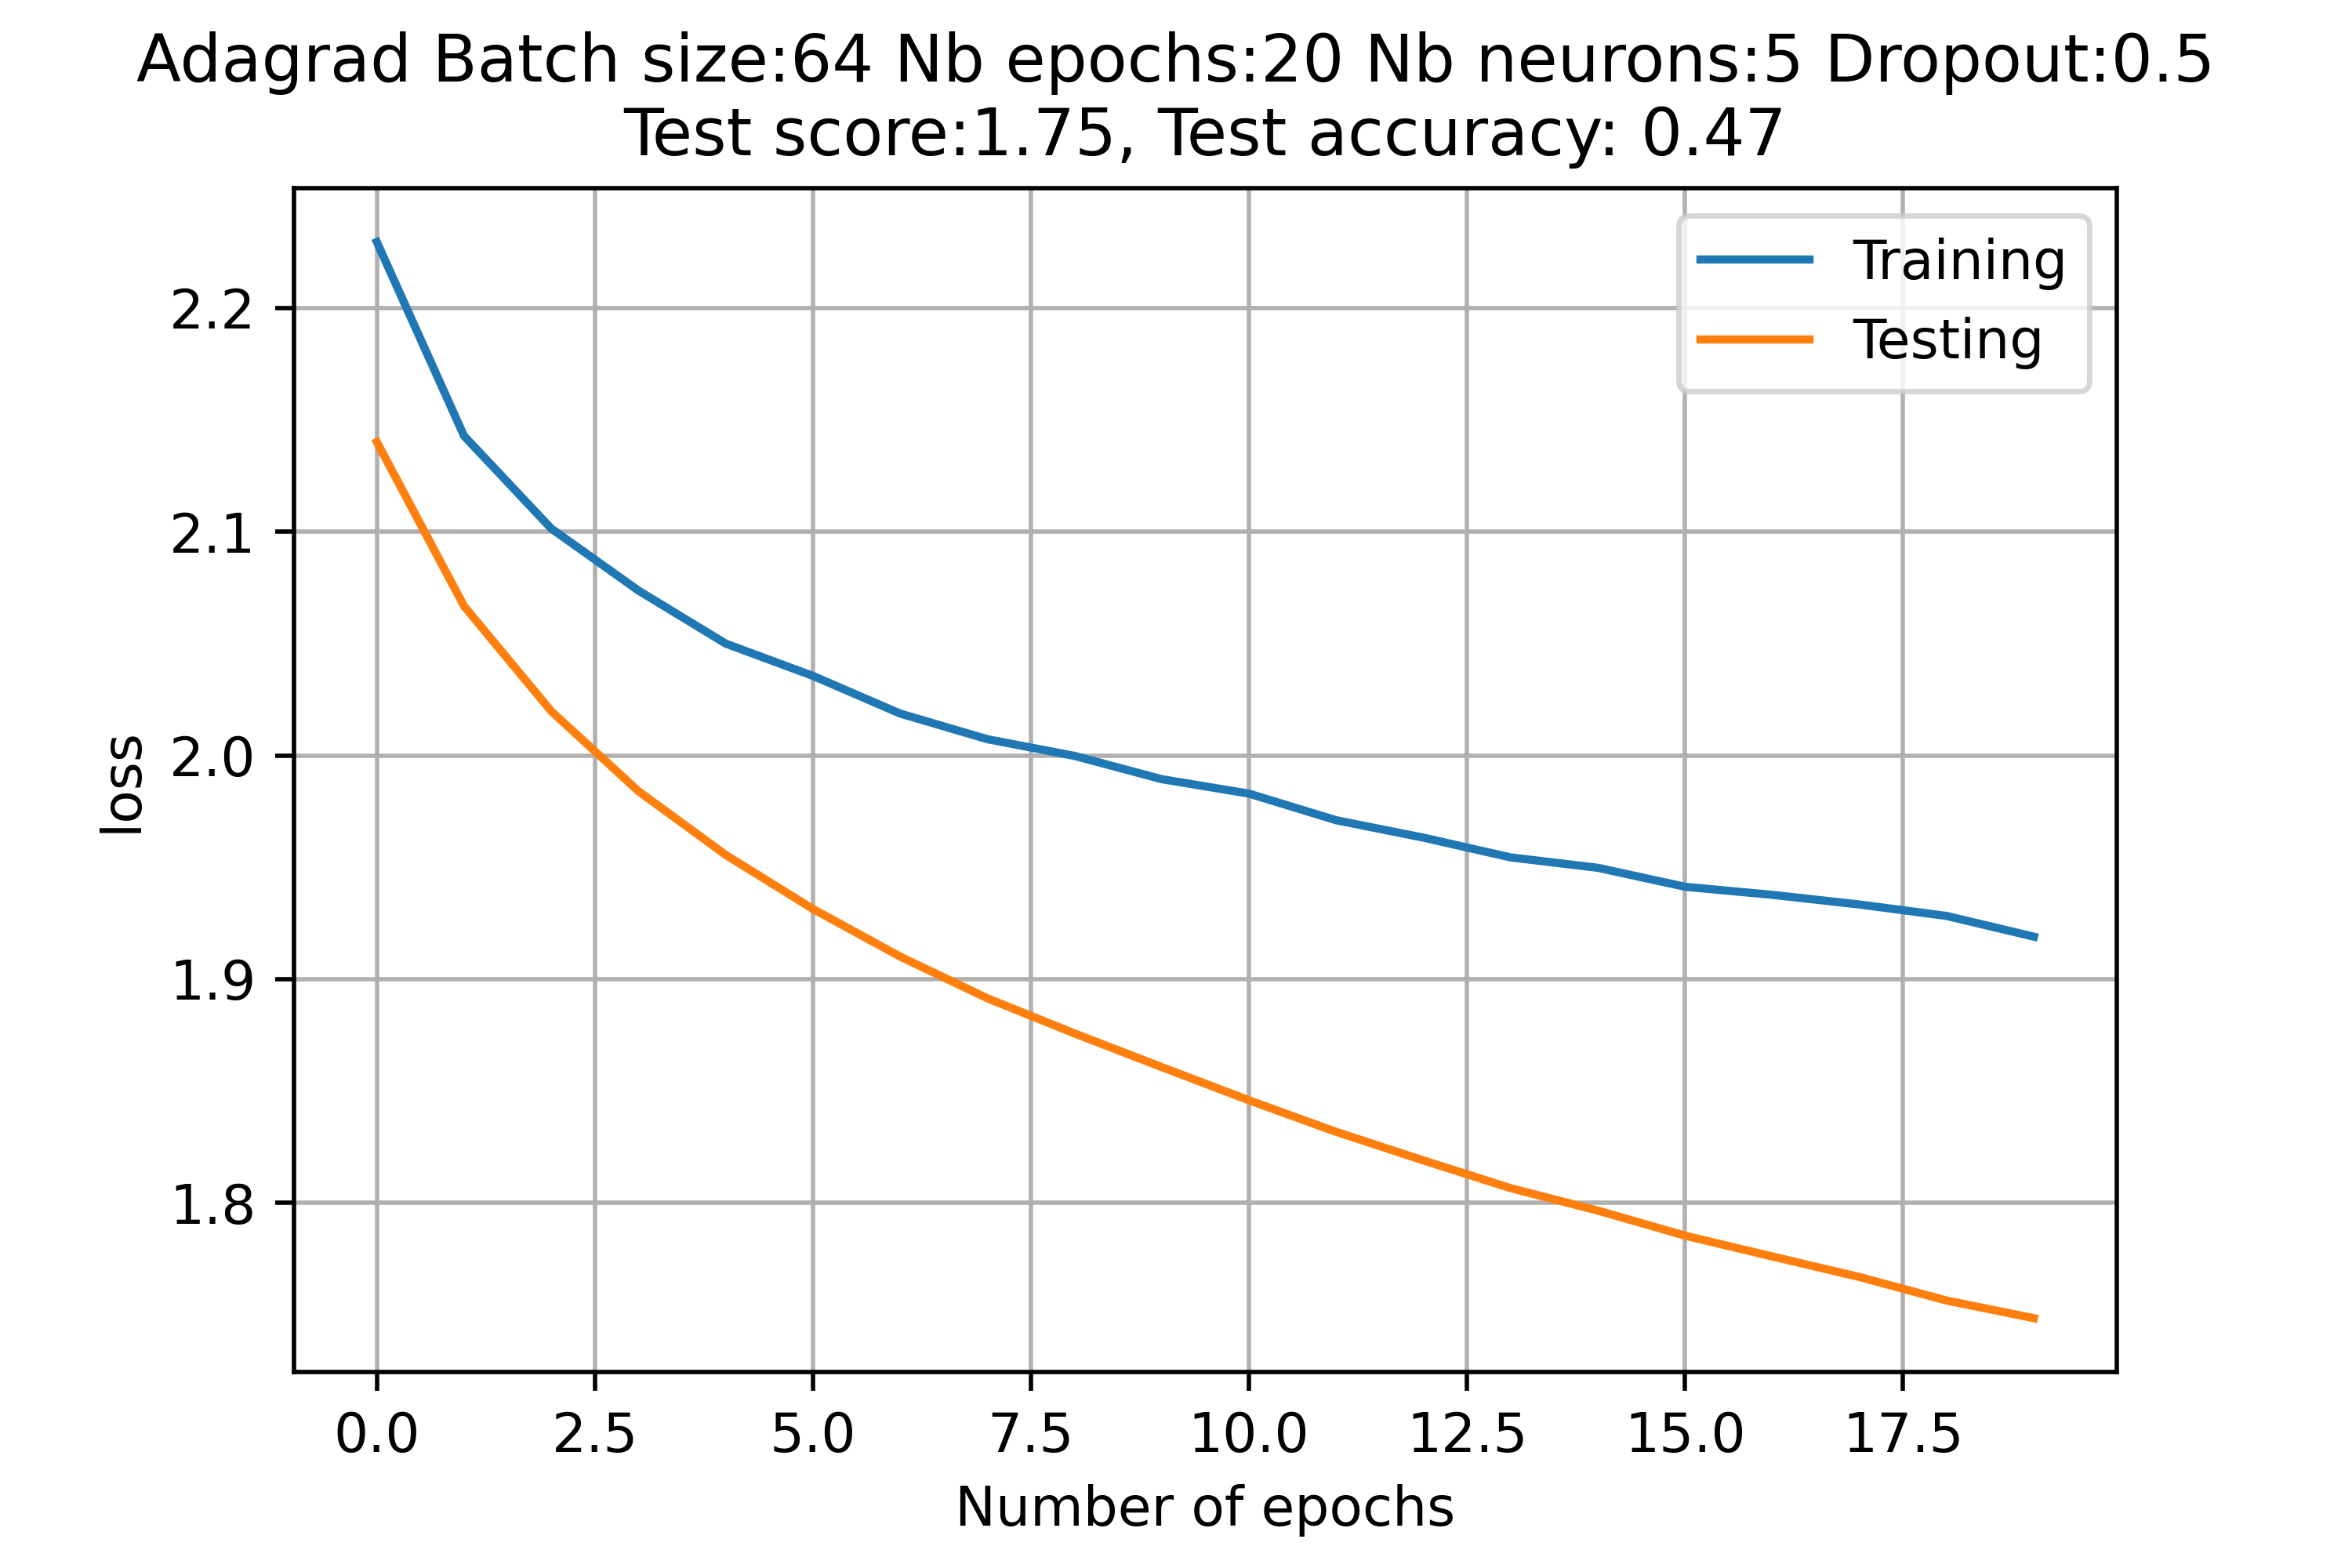 Adagrad Batch size:64 Nb epochs:20 Nb neurons:5 Dropout:0.5
Test score:1.75, Test accuracy: 0.47
Training
Testing
2.2
2.1
2.0
1.9
1.8
loss
0.0 2.5 5.0 7.5 10.0 12.5 15.0 17.5
Number of epochs